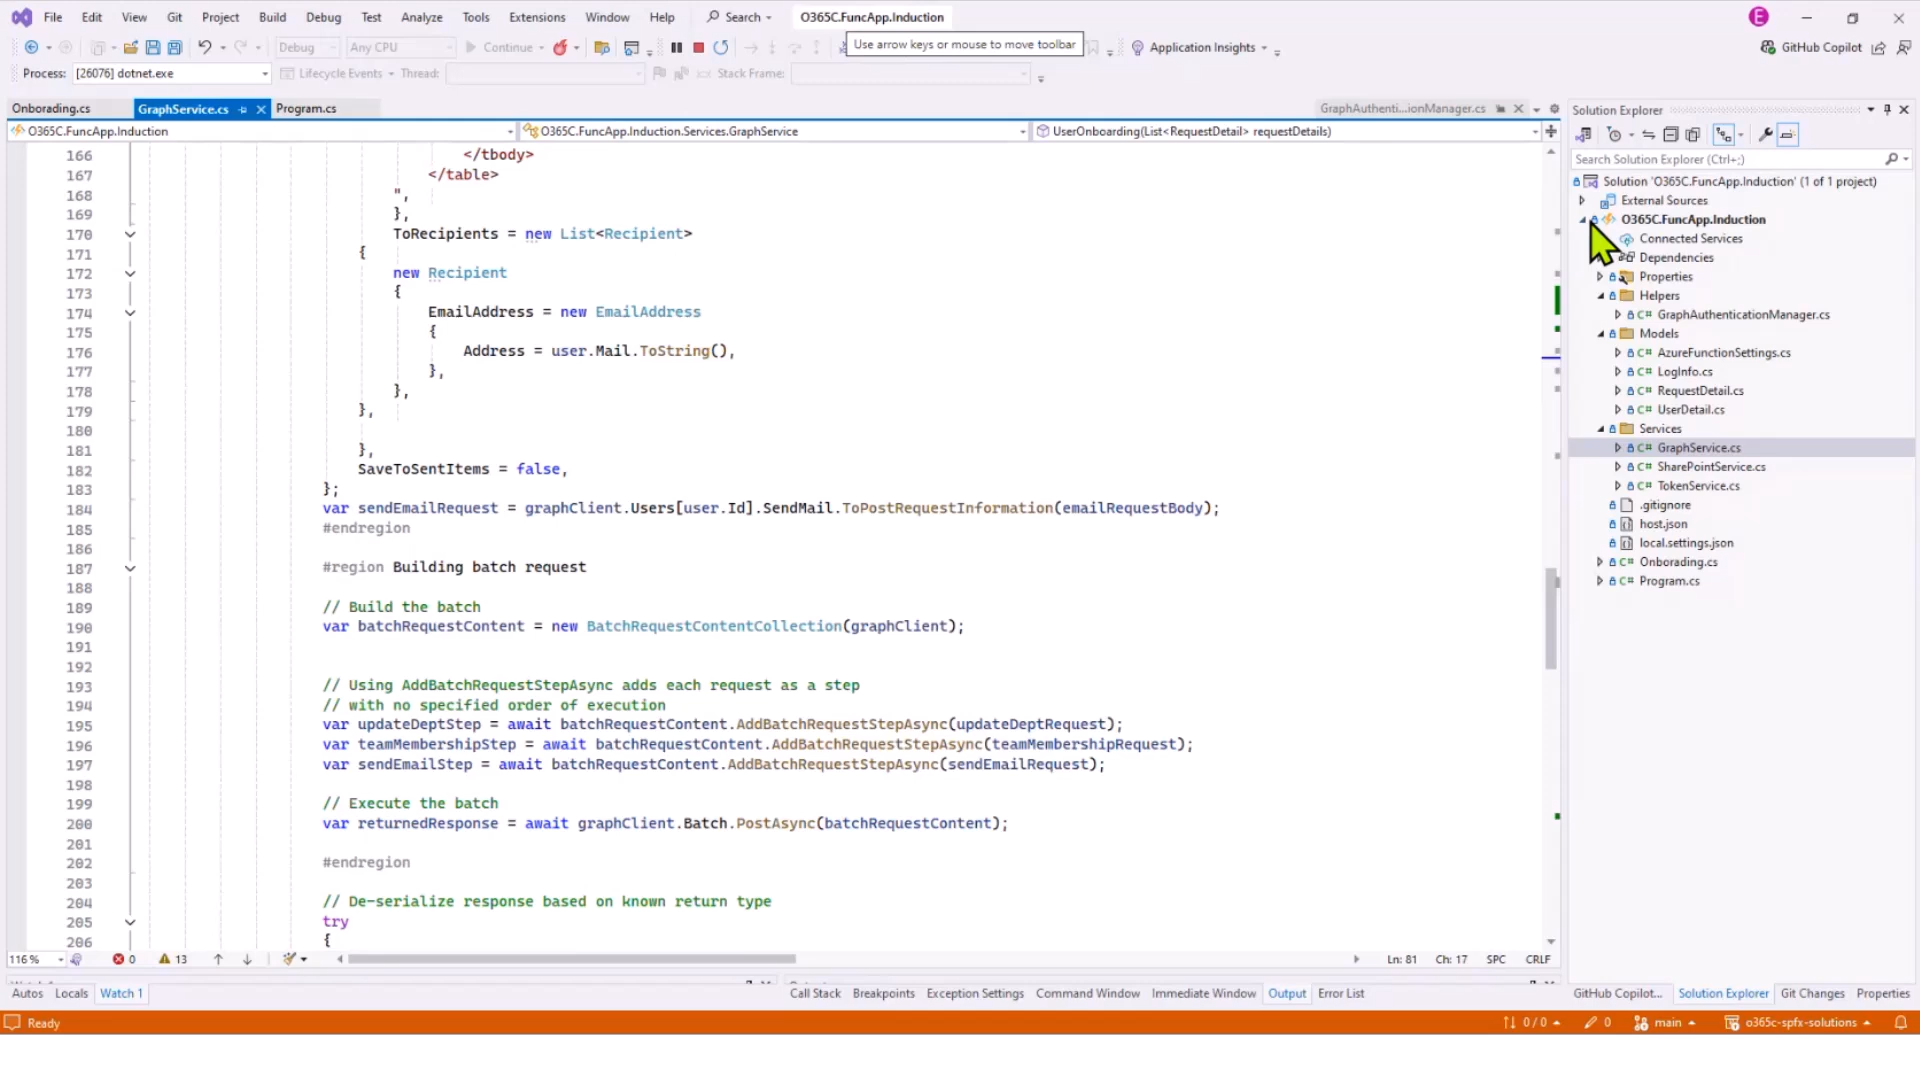 File Edit View Git Project Build Debug Test Analyze Tools Extensions Window Help Search O365C.FuncApp.Induction E
Debug Any CPU Continue Use arrow keys or mouse to move toolbar Application Insights GitHub Copilot
Process: [26076] dotnet.exe Lifecycle Events Thread: Stack Frame:
Onborading.cs GraphService.cs Program.cs GraphAuthenti...ionManager.cs
O365C.FuncApp.Induction O365C.FuncApp.Induction.Services.GraphService UserOnboarding(List<RequestDetail> requestDetails)
166 </tbody>
167 </table>
168 ",
169 },
170 ToRecipients = new List<Recipient>
171 {
172 new Recipient
173 {
174 EmailAddress = new EmailAddress
175 {
176 Address = user.Mail.ToString(),
177 },
178 },
179 },
180
181 },
182 SaveToSentItems = false,
183 };
184 var sendEmailRequest = graphClient.Users[user.Id].SendMail.ToPostRequestInformation(emailRequestBody);
185 #endregion
186
187 #region Building batch request
188
189 // Build the batch
190 var batchRequestContent = new BatchRequestContentCollection(graphClient);
191
192
193 // Using AddBatchRequestStepAsync adds each request as a step
194 // with no specified order of execution
195 var updateDeptStep = await batchRequestContent.AddBatchRequestStepAsync(updateDeptRequest);
196 var teamMembershipStep = await batchRequestContent.AddBatchRequestStepAsync(teamMembershipRequest);
197 var sendEmailStep = await batchRequestContent.AddBatchRequestStepAsync(sendEmailRequest);
198
199 // Execute the batch
200 var returnedResponse = await graphClient.Batch.PostAsync(batchRequestContent);
201
202 #endregion
203
204 // De-serialize response based on known return type
205 try
206 {
116 % 0 13 Ln: 81 Ch: 17 SPC CRLF
Autos Locals Watch 1 Call Stack Breakpoints Exception Settings Command Window Immediate Window Output Error List
Solution Explorer
Search Solution Explorer (Ctrl+;)
Solution 'O365C.FuncApp.Induction' (1 of 1 project)
External Sources
O365C.FuncApp.Induction
Connected Services
Dependencies
Properties
Helpers
C# GraphAuthenticationManager.cs
Models
C# AzureFunctionSettings.cs
C# LogInfo.cs
C# RequestDetail.cs
C# UserDetail.cs
Services
C# GraphService.cs
C# SharePointService.cs
C# TokenService.cs
.gitignore
host.json
local.settings.json
C# Onborading.cs
C# Program.cs
GitHub Copilot... Solution Explorer Git Changes Properties
Ready 0 / 0 0 main o365c-spfx-solutions